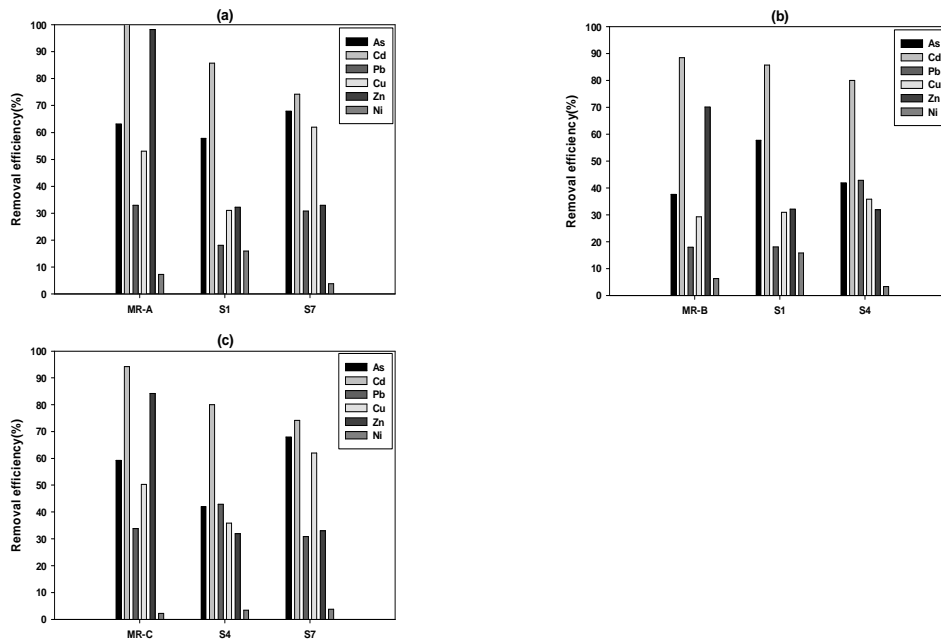 (a)
Removal efficiency(%)
100
90
80
70
60
50
40
30
20
10
0
As
Cd
Pb
Cu
Zn
Ni
MR-A S1 S7
(b)
Removal efficiency(%)
100
90
80
70
60
50
40
30
20
10
0
As
Cd
Pb
Cu
Zn
Ni
MR-B S1 S4
(c)
Removal efficiency(%)
100
90
80
70
60
50
40
30
20
10
0
As
Cd
Pb
Cu
Zn
Ni
MR-C S4 S7